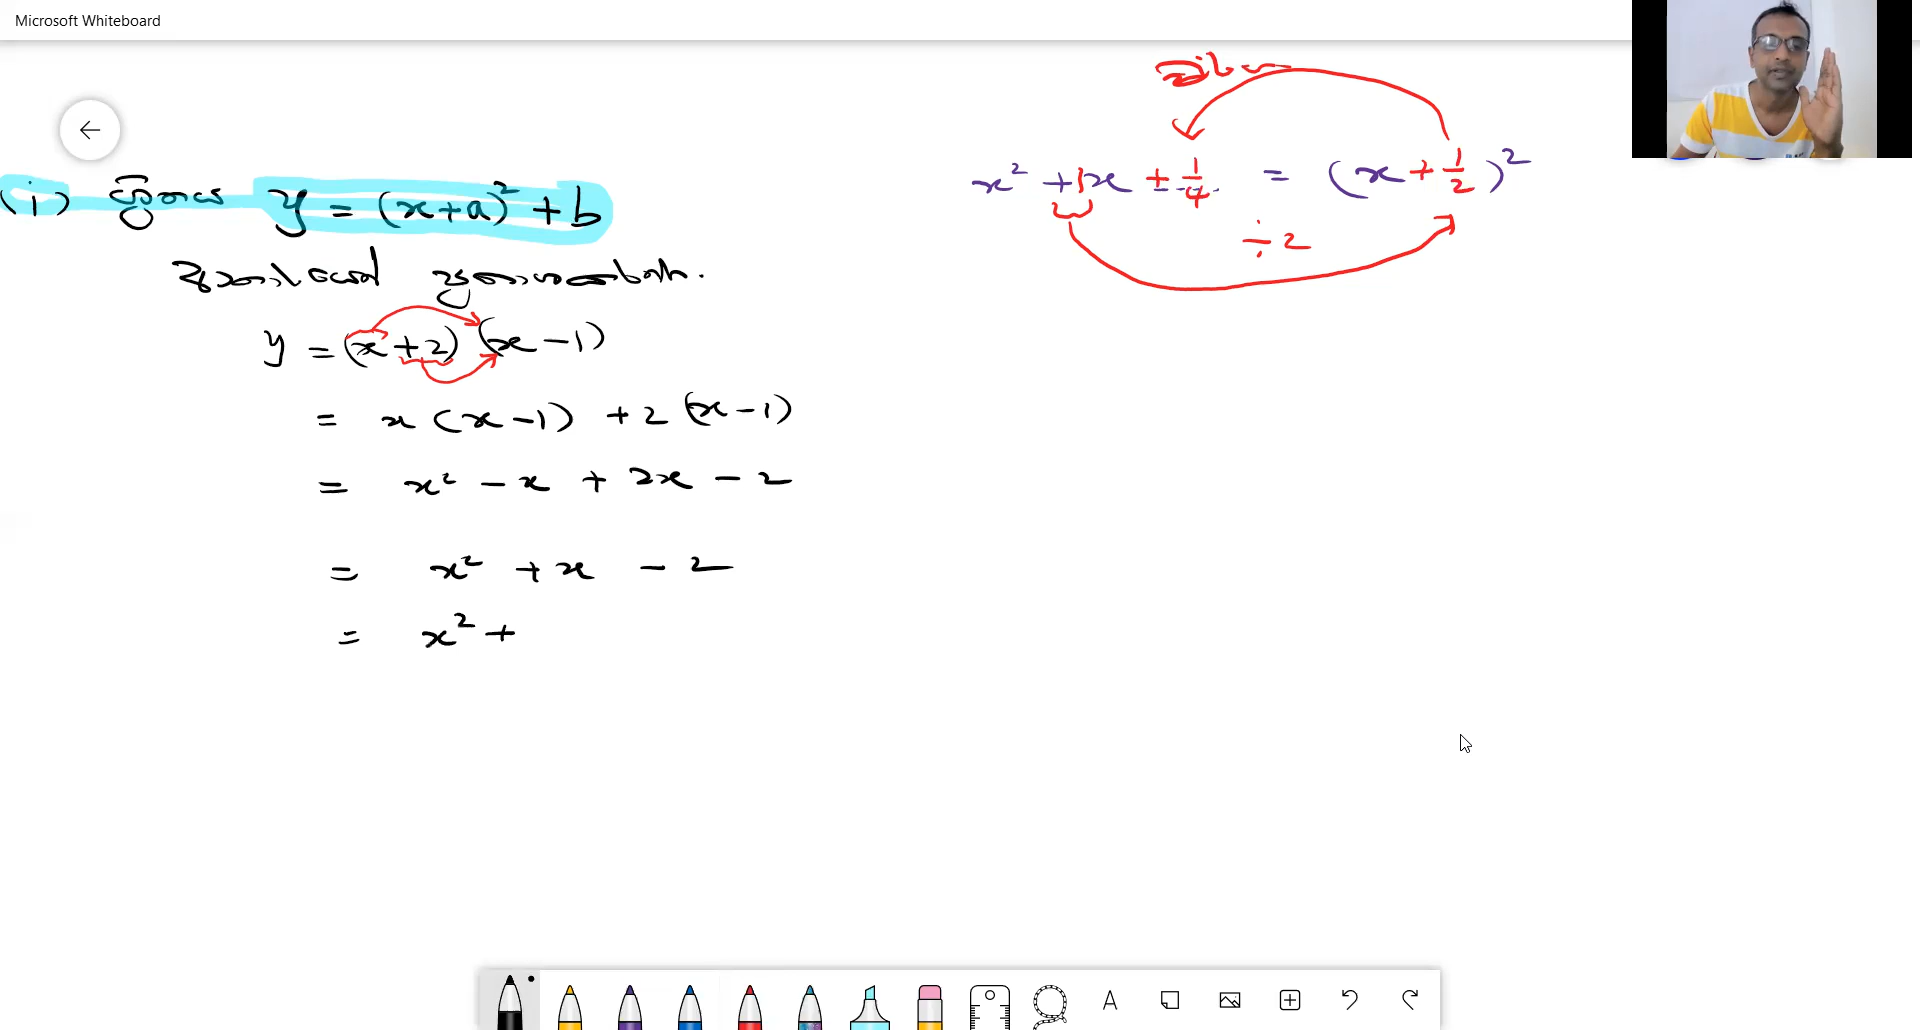 Microsoft Whiteboard
(i) y = (x+a)² + b
y = (x+2)(x-1)
= x(x-1) + 2(x-1)
= x² - x + 2x - 2
= x² + x - 2
= x² +
x² + 1x + 1/4 = (x + 1/2)²
÷ 2